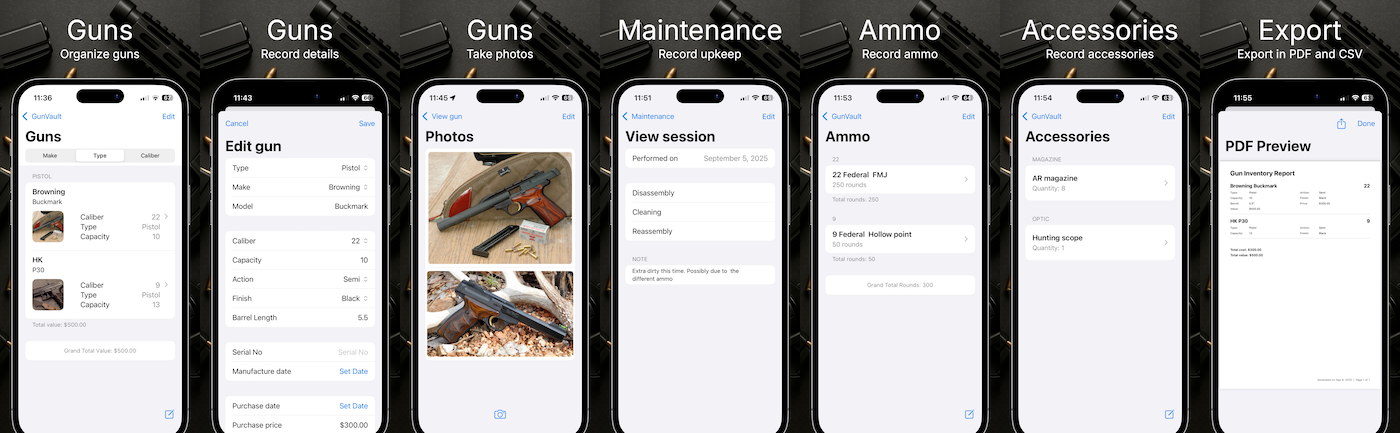 Guns
Organize guns
11:36
GunVault
Edit
Guns
Make Type Caliber
PISTOL
Browning
Buckmark
Caliber 22
Type Pistol
Capacity 10
HK
P30
Caliber 9
Type Pistol
Capacity 13
Total value: $500.00
Grand Total Value: $500.00
Guns
Record details
11:43
Cancel Save
Edit gun
Type Pistol
Make Browning
Model Buckmark
Caliber 22
Capacity 10
Action Semi
Finish Black
Barrel Length 5.5
Serial No Serial No
Manufacture date Set Date
Purchase date Set Date
Purchase price $300.00
Guns
Take photos
11:45
View gun Edit
Photos
Maintenance
Record upkeep
11:51
Maintenance Edit
View session
Performed on September 5, 2025
Disassembly
Cleaning
Reassembly
NOTE
Extra dirty this time. Possibly due to the
different ammo
Ammo
Record ammo
11:53
GunVault Edit
Ammo
22
22 Federal FMJ
250 rounds
Total rounds: 250
9
9 Federal Hollow point
50 rounds
Total rounds: 50
Grand Total Rounds: 300
Accessories
Record accessories
11:54
GunVault Edit
Accessories
MAGAZINE
AR magazine
Quantity: 8
OPTIC
Hunting scope
Quantity: 1
Export
Export in PDF and CSV
11:55
Done
PDF Preview
Gun Inventory Report
Browning Buckmark 22
HK P30 9
Total cost: $300.00
Total value: $500.00